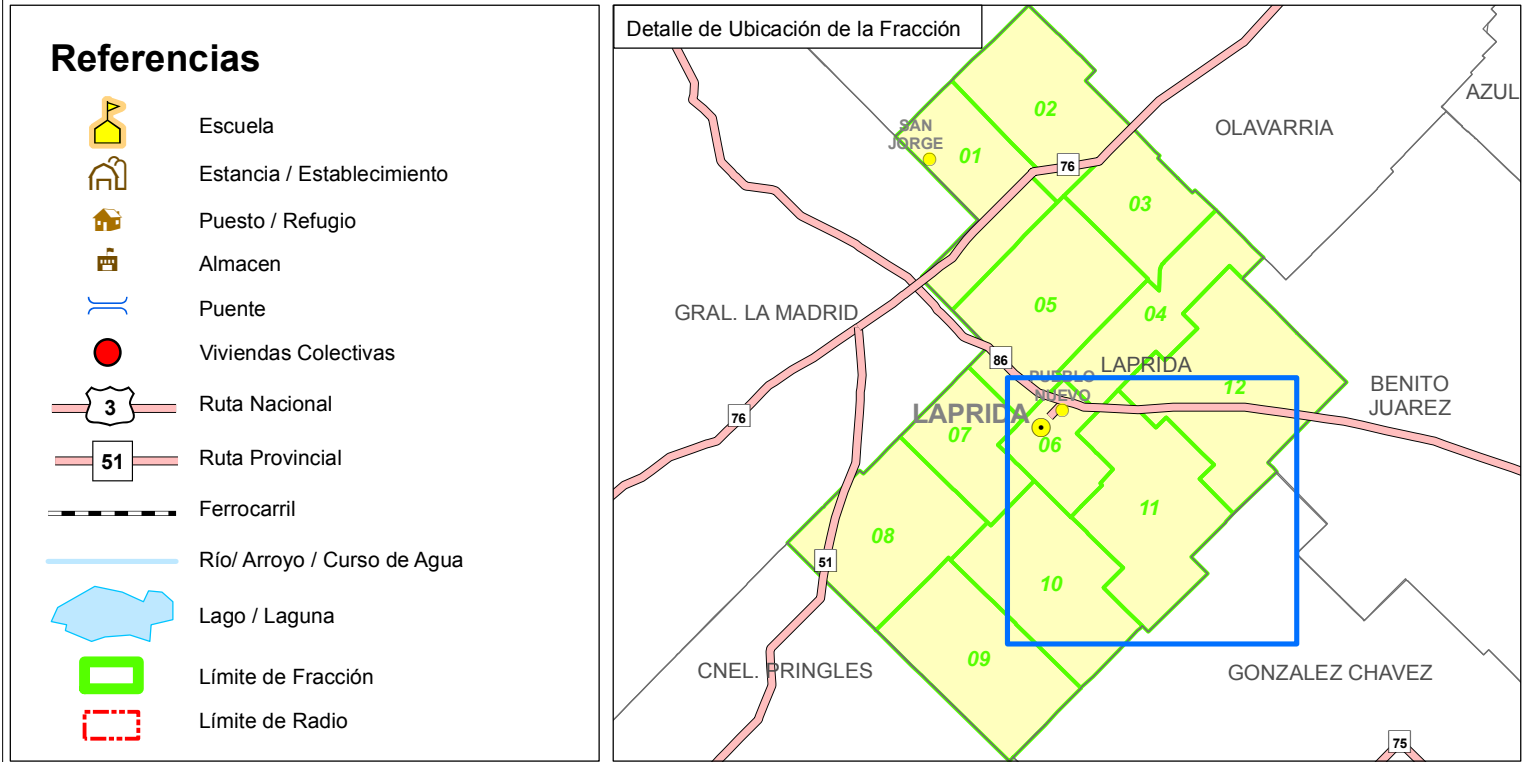 Referencias
Escuela
Estancia / Establecimiento
Puesto / Refugio
Almacen
Puente
Viviendas Colectivas
3
Ruta Nacional
51
Ruta Provincial
Ferrocarril
Río/ Arroyo / Curso de Agua
Lago / Laguna
Límite de Fracción
Límite de Radio
Detalle de Ubicación de la Fracción
AZUL
02
OLAVARRIA
SAN
JORGE
01
76
03
05
04
GRAL. LA MADRID
86
LAPRIDA
PUEBLO
NUEVO
12
BENITO
JUAREZ
76
LAPRIDA
07
06
11
08
51
10
09
CNEL. PRINGLES
GONZALEZ CHAVEZ
75